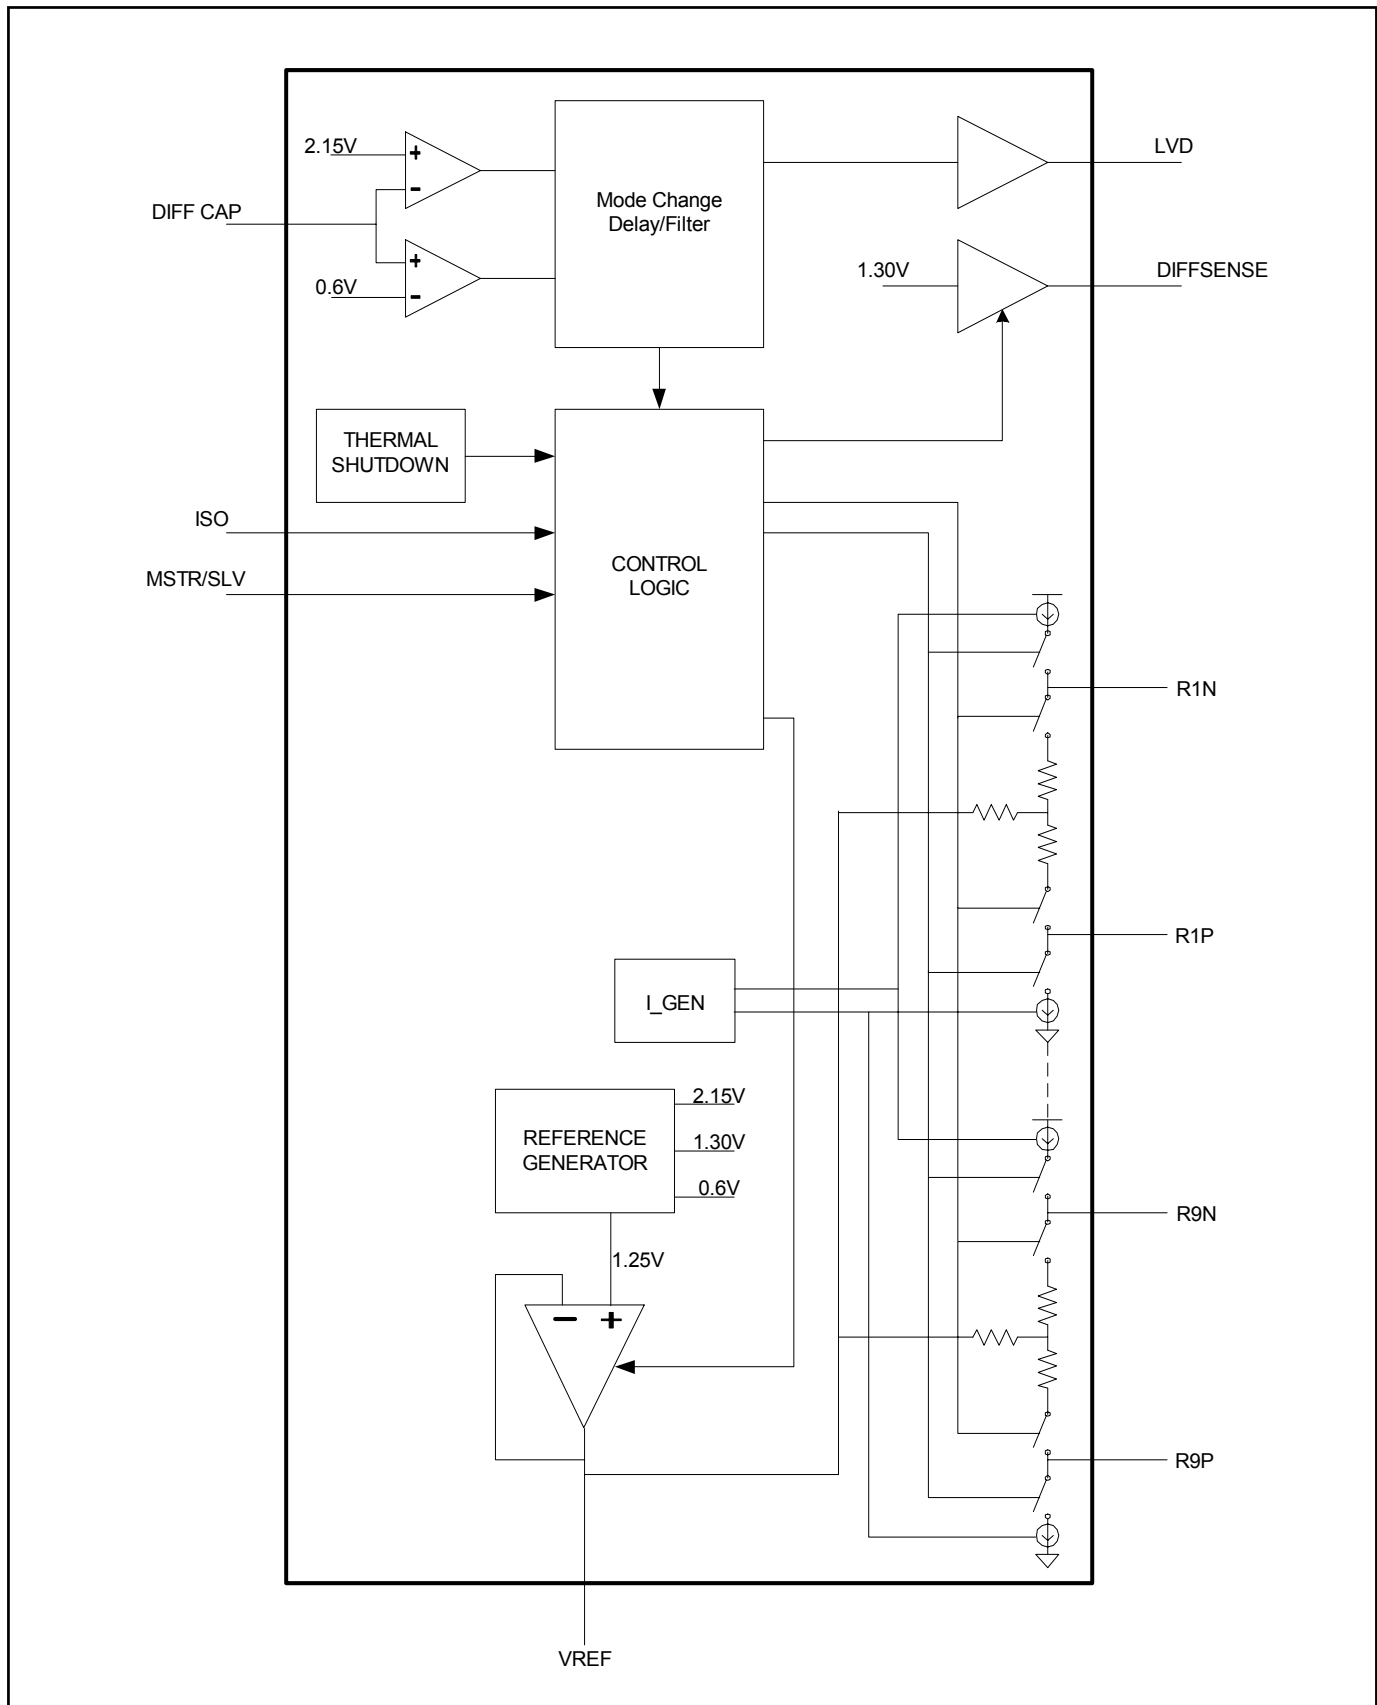 2.15V
+
-
DIFF CAP
+
0.6V
-
Mode Change
Delay/Filter
LVD
1.30V
DIFFSENSE
THERMAL
SHUTDOWN
ISO
MSTR/SLV
CONTROL
LOGIC
R1N
R1P
I_GEN
REFERENCE
GENERATOR
2.15V
1.30V
0.6V
R9N
1.25V
- +
R9P
VREF